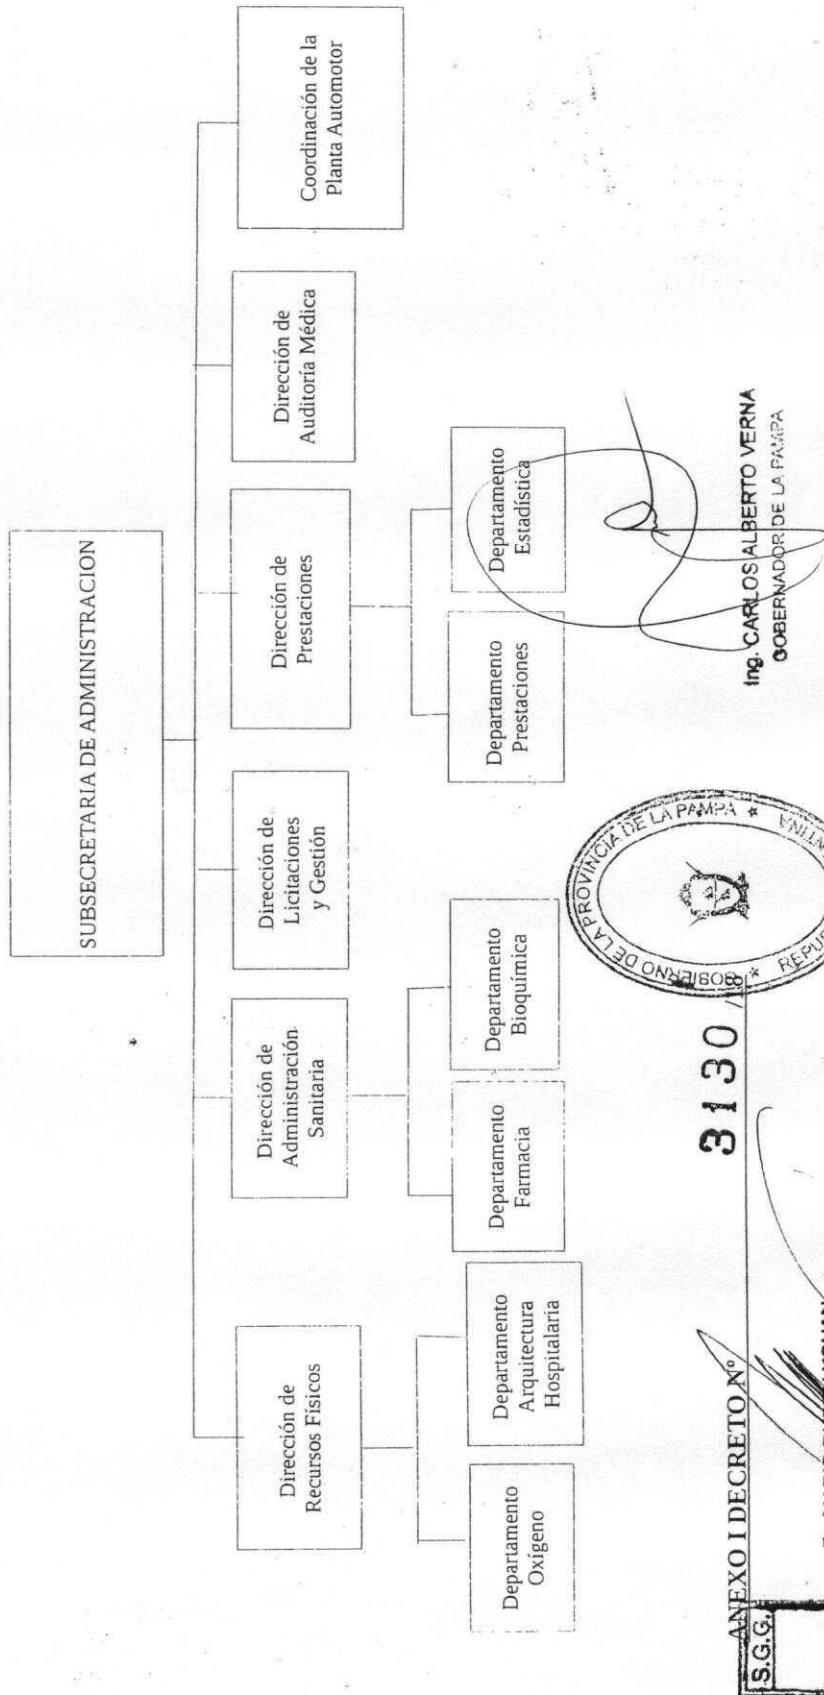 SUBSECRETARIA DE ADMINISTRACION
Dirección de
Recursos Físicos
Dirección de
Administración
Sanitaria
Dirección de
Licitaciones
y Gestión
Dirección de
Prestaciones
Dirección de
Auditoría Médica
Coordinación de la
Planta Automotor
Departamento
Oxígeno
Departamento
Arquitectura
Hospitalaria
Departamento
Farmacia
Departamento
Bioquímica
Departamento
Prestaciones
Departamento
Estadística
ANEXO I DECRETO Nº 3130 /18
GOBIERNO DE LA PROVINCIA DE LA PAMPA
Ing. CARLOS ALBERTO VERNA
GOBERNADOR DE LA PAMPA
S.G.G.